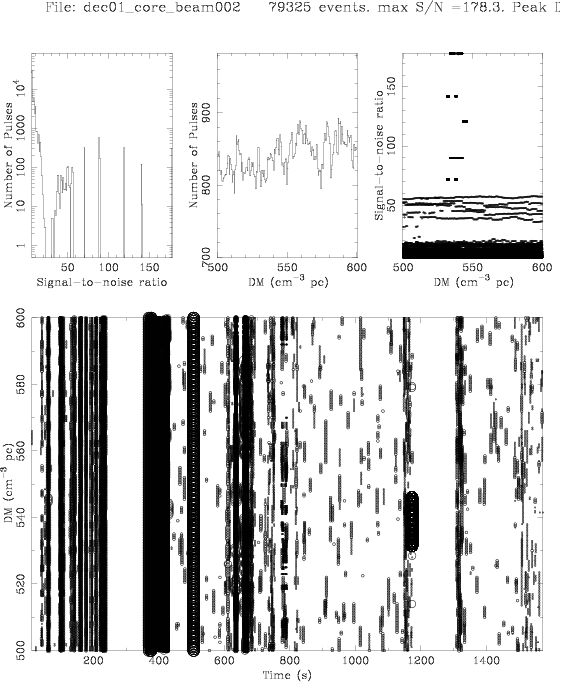 File: dec01_core_beam002 79325 events. max S/N =178.3. Peak D
Number of Pulses
1 10 100 1000 10^4
50 100 150
Signal-to-noise ratio
Number of Pulses
700 800 900
500 550 600
DM (cm^-3 pc)
Signal-to-noise ratio
50 100 150
500 550 600
DM (cm^-3 pc)
DM (cm^-3 pc)
500 520 540 560 580 600
200 400 600 800 1000 1200 1400
Time (s)